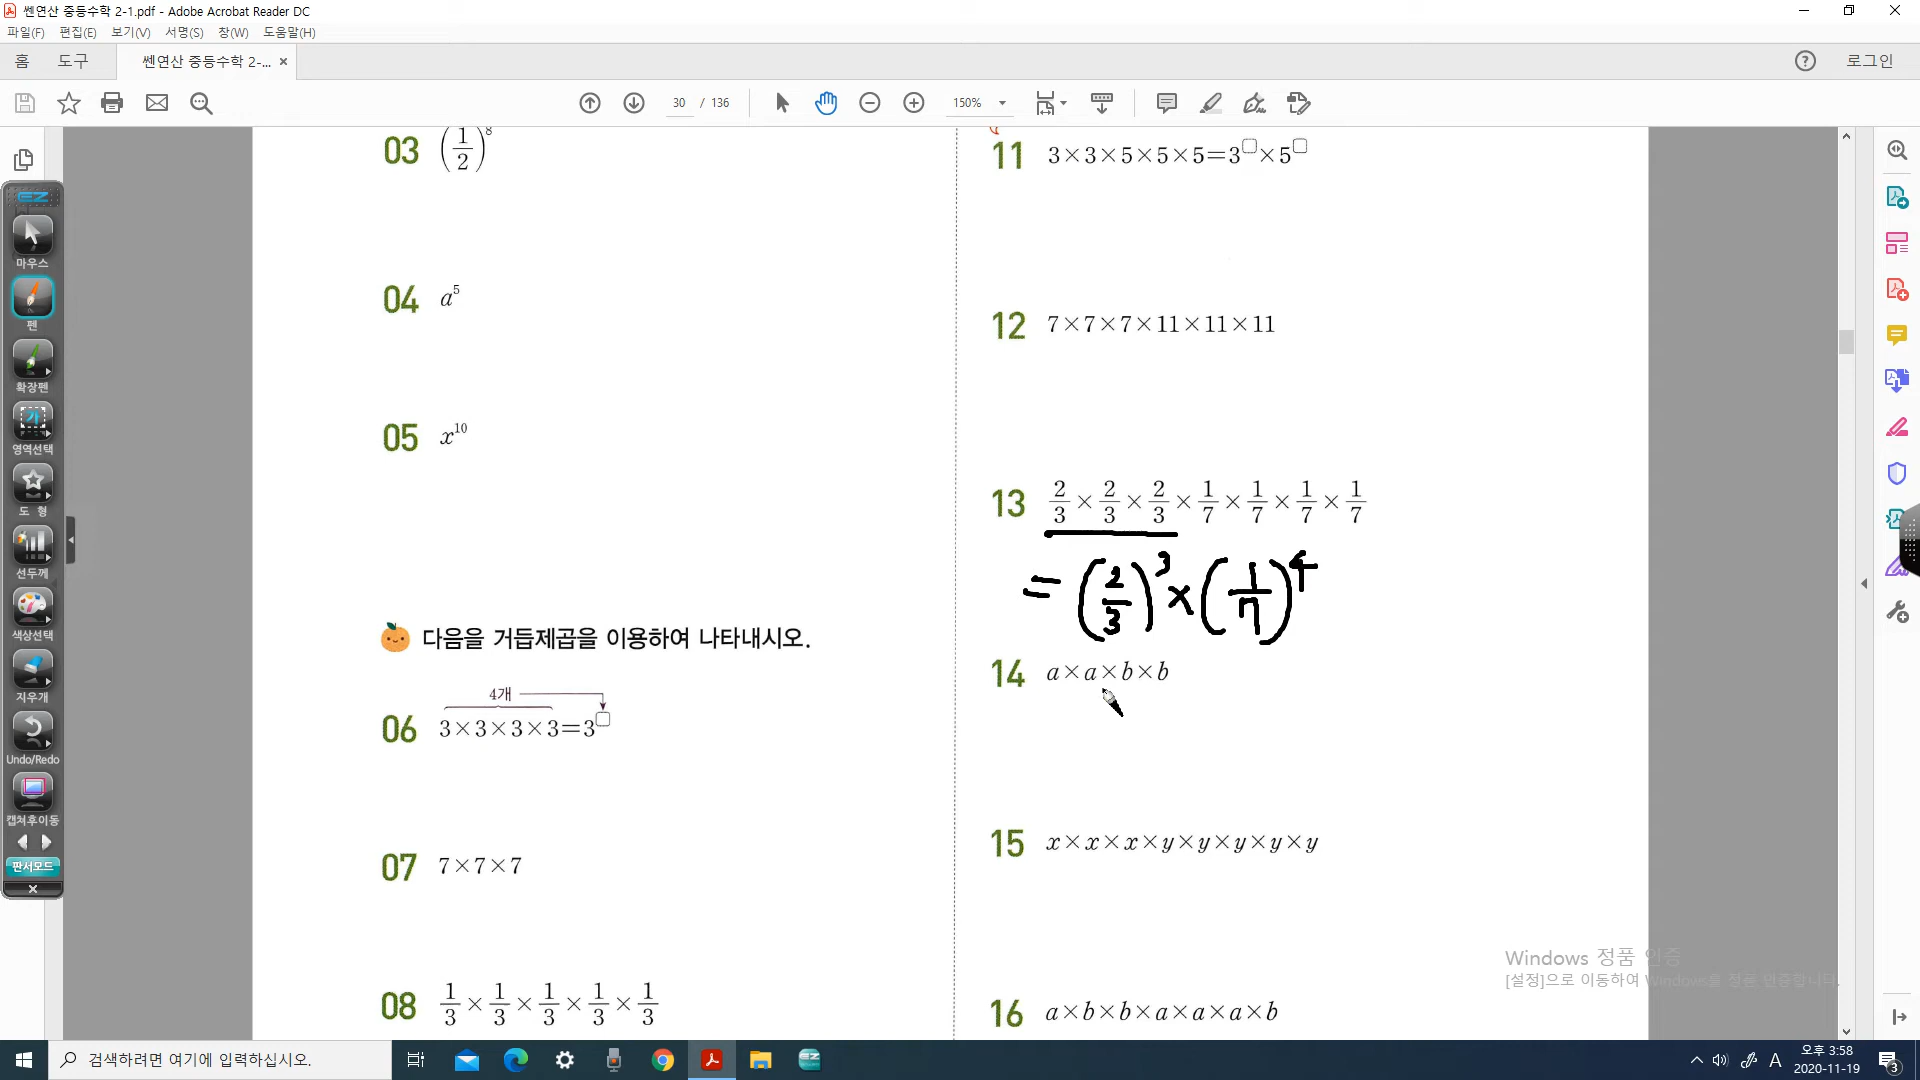 쎈연산 중등수학 2-1.pdf - Adobe Acrobat Reader DC
파일(F) 편집(E) 보기(V) 서명(S) 창(W) 도움말(H)
홈 도구 쎈연산 중등수학 2-... × 로그인
30 / 136 150%
EZ
마우스
펜
확장펜
영역선택
도 형
선두께
색상선택
지우개
Undo/Redo
캡쳐후이동
판서모드
×
03 (1/2)^8
04 a^5
05 x^10
다음을 거듭제곱을 이용하여 나타내시오.
4개
06 3×3×3×3=3^□
07 7×7×7
08 1/3 × 1/3 × 1/3 × 1/3 × 1/3
11 3×3×5×5×5=3^□×5^□
12 7×7×7×11×11×11
13 2/3 × 2/3 × 2/3 × 1/7 × 1/7 × 1/7 × 1/7
= (2/3)^3 × (1/7)^4
14 a×a×b×b
15 x×x×x×y×y×y×y×y
16 a×b×b×a×a×a×b
Windows 정품 인증
[설정]으로 이동하여 Windows를 정품 인증합니다.
검색하려면 여기에 입력하십시오.
EZ
A 오후 3:58
2020-11-19
3